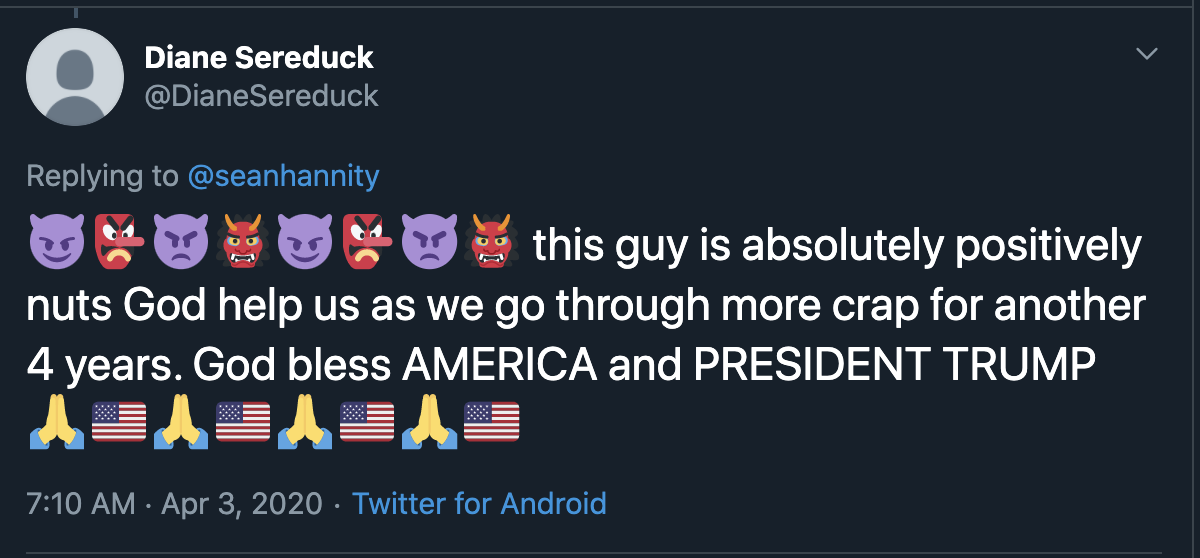 Diane Sereduck
@DianeSereduck
Replying to @seanhannity
😈👺👿👹😈👺👿👹 this guy is absolutely positively
nuts God help us as we go through more crap for another
4 years. God bless AMERICA and PRESIDENT TRUMP
🙏🇺🇸🙏🇺🇸🙏🇺🇸🙏🇺🇸
7:10 AM · Apr 3, 2020 · Twitter for Android